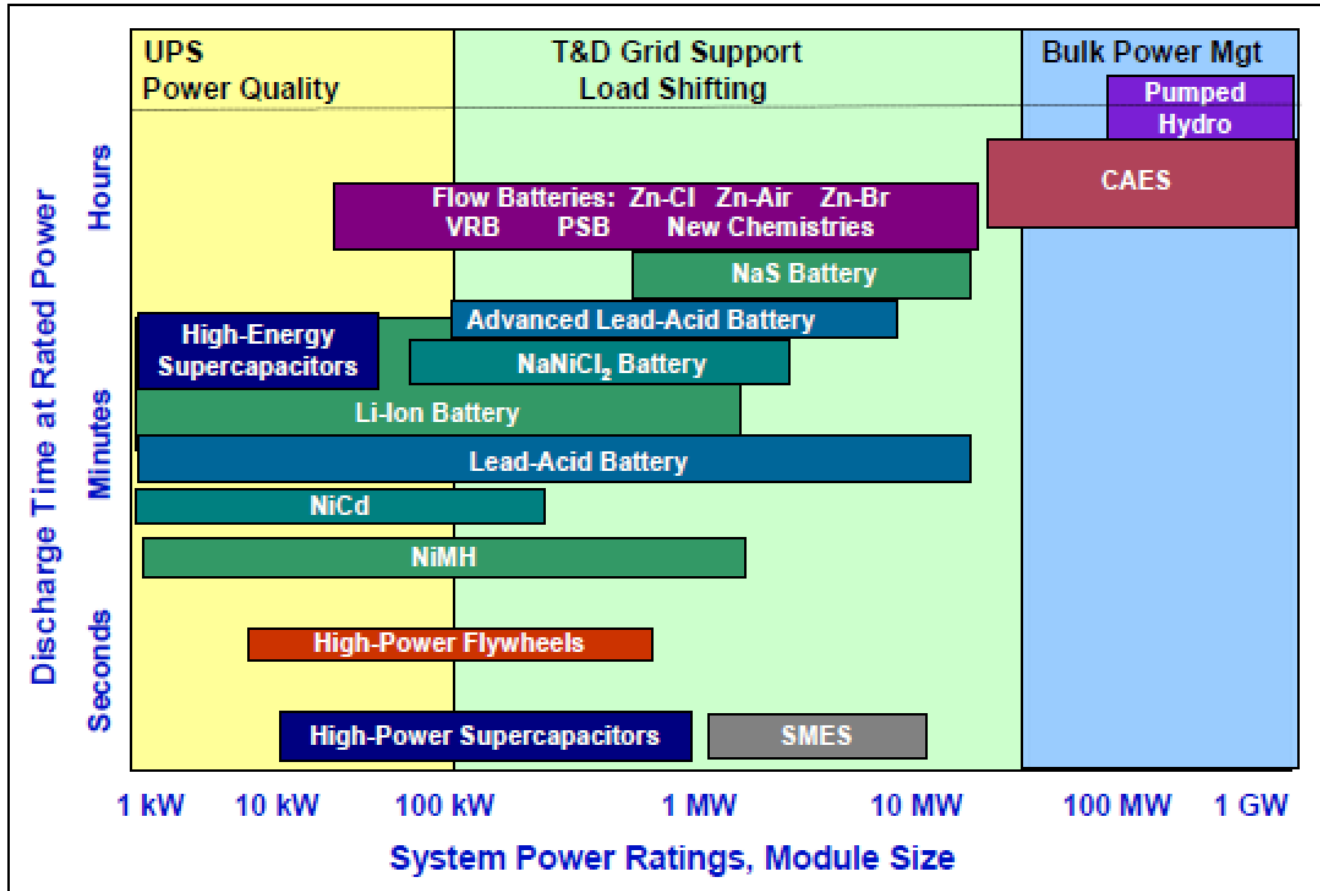 UPS
Power Quality
T&D Grid Support
Load Shifting
Bulk Power Mgt
Pumped
Hydro
CAES
Flow Batteries: Zn-Cl Zn-Air Zn-Br
VRB PSB New Chemistries
NaS Battery
Advanced Lead-Acid Battery
High-Energy
Supercapacitors
NaNiCl₂ Battery
Li-Ion Battery
Lead-Acid Battery
NiCd
NiMH
High-Power Flywheels
High-Power Supercapacitors
SMES
Discharge Time at Rated Power
Hours
Minutes
Seconds
1 kW 10 kW 100 kW 1 MW 10 MW 100 MW 1 GW
System Power Ratings, Module Size